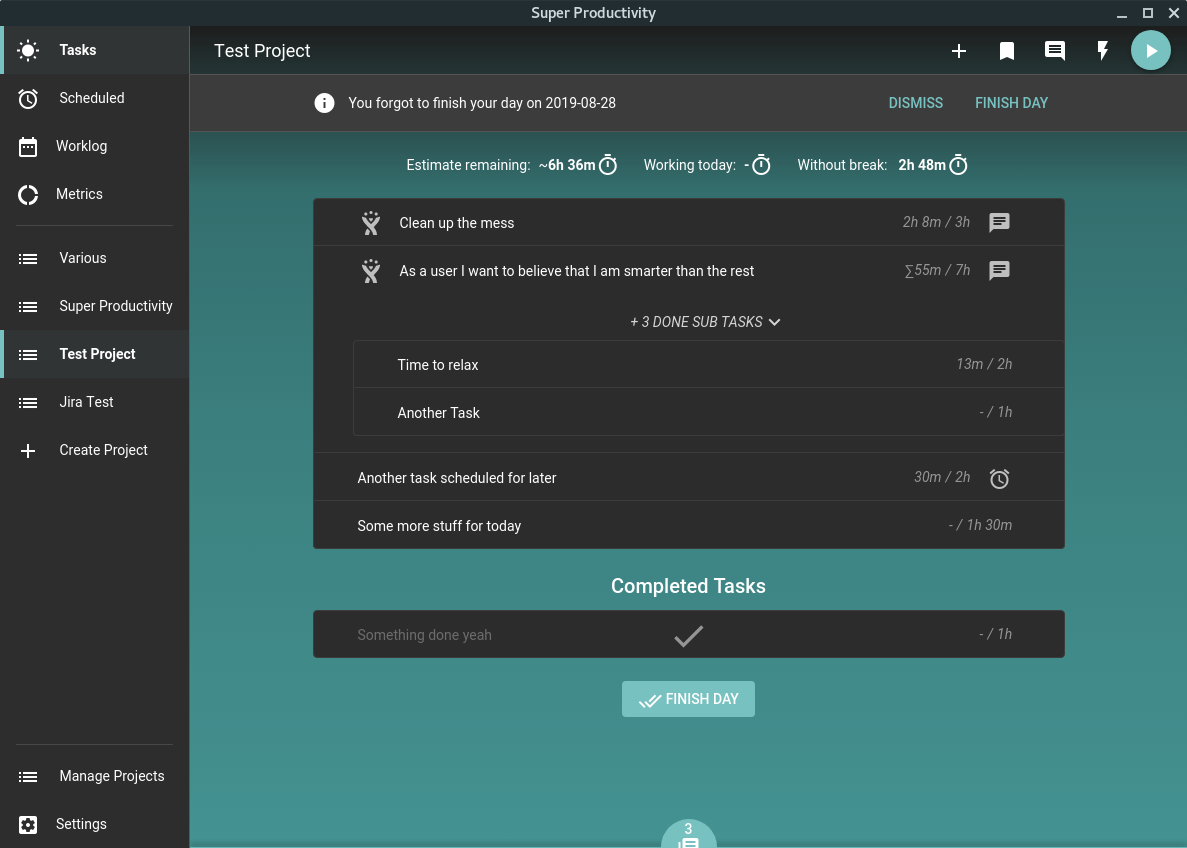 Super Productivity
Tasks
Scheduled
Worklog
Metrics
Various
Super Productivity
Test Project
Jira Test
Create Project
Manage Projects
Settings
Test Project
You forgot to finish your day on 2019-08-28 DISMISS FINISH DAY
Estimate remaining: ~6h 36m Working today: - Without break: 2h 48m
Clean up the mess 2h 8m / 3h
As a user I want to believe that I am smarter than the rest ∑55m / 7h
+ 3 DONE SUB TASKS
Time to relax 13m / 2h
Another Task - / 1h
Another task scheduled for later 30m / 2h
Some more stuff for today - / 1h 30m
Completed Tasks
Something done yeah - / 1h
FINISH DAY
3